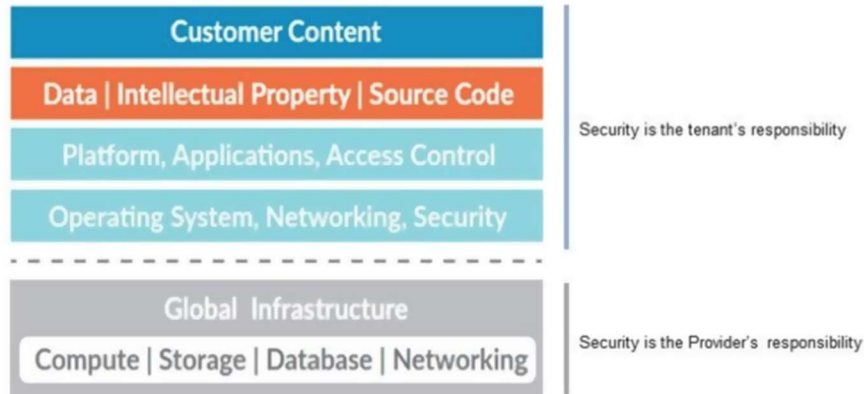 Customer Content
Data | Intellectual Property | Source Code
Security is the tenant's responsibility
Platform, Applications, Access Control
Operating System, Networking, Security
Global Infrastructure
Security is the Provider's responsibility
Compute | Storage | Database | Networking